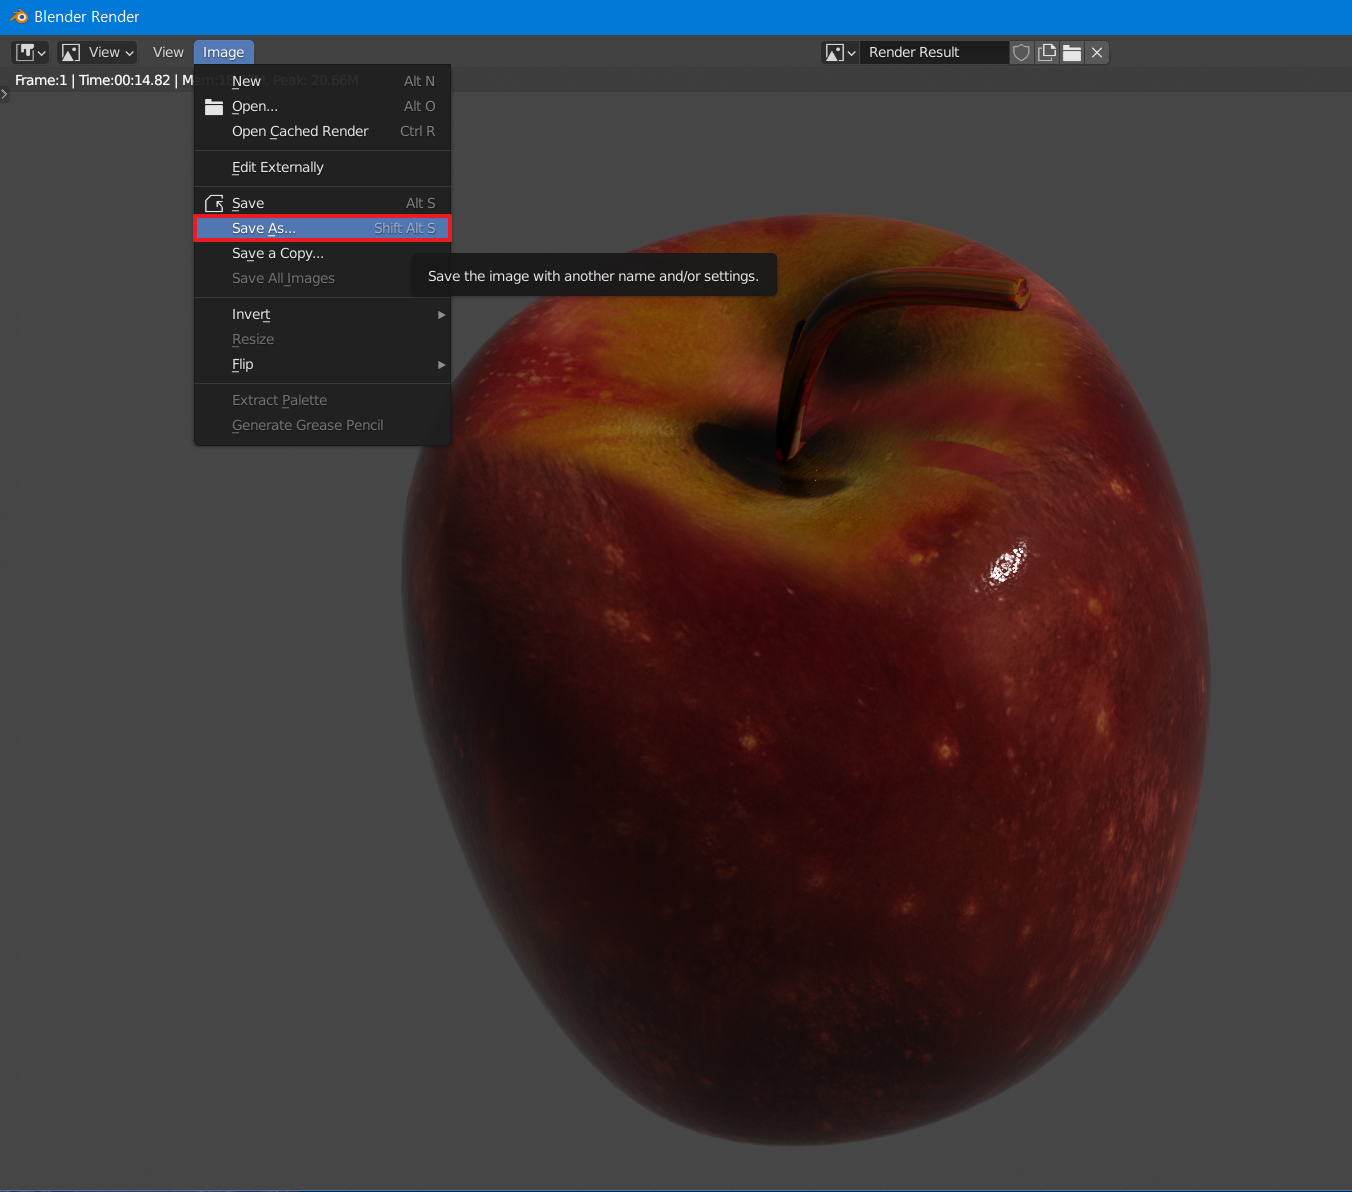 Blender Render
View View Image Render Result
Frame:1 | Time:00:14.82 | Mem:18 , Peak: 20.66M
New Alt N
Open... Alt O
Open Cached Render Ctrl R
Edit Externally
Save Alt S
Save As... Shift Alt S
Save a Copy...
Save the image with another name and/or settings.
Save All Images
Invert
Resize
Flip
Extract Palette
Generate Grease Pencil